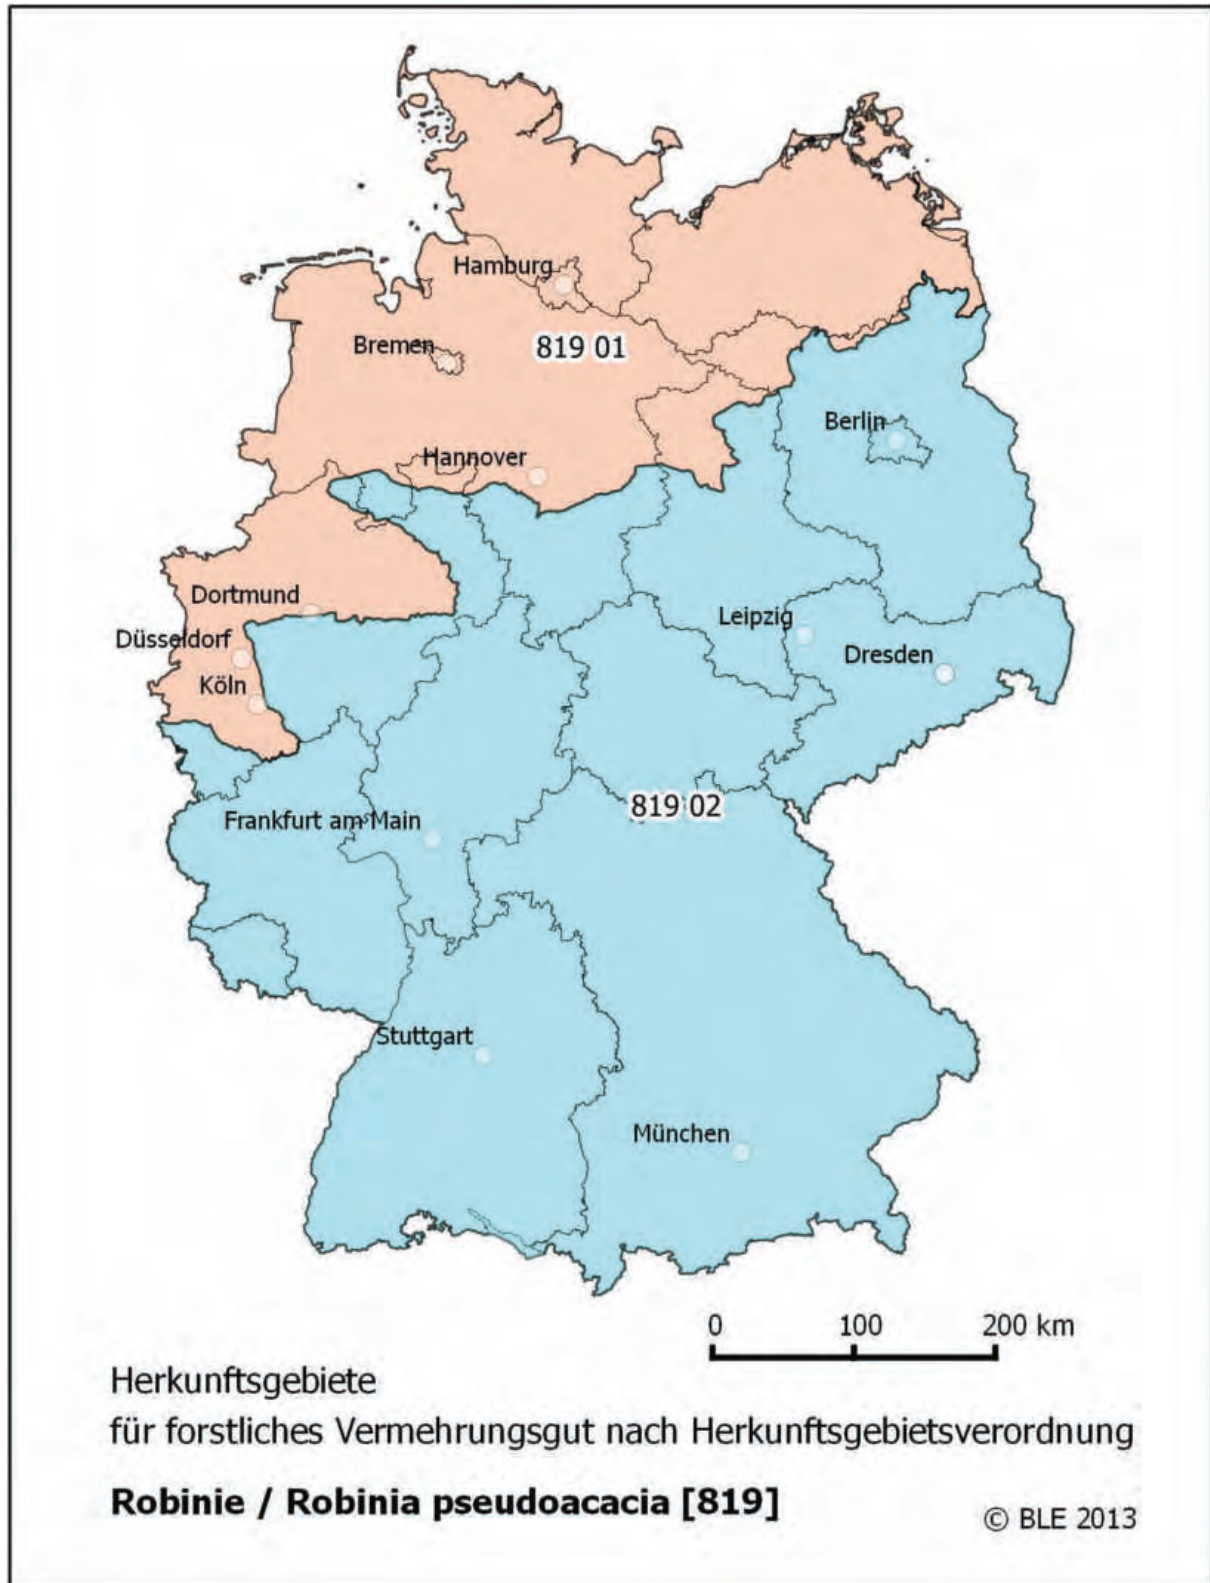 Hamburg
819 01
Bremen
Berlin
Hannover
Dortmund
Leipzig
Düsseldorf
Dresden
Köln
819 02
Frankfurt am Main
Stuttgart
München
0 100 200 km
Herkunftsgebiete
für forstliches Vermehrungsgut nach Herkunftsgebietsverordnung
Robinie / Robinia pseudoacacia [819]
© BLE 2013